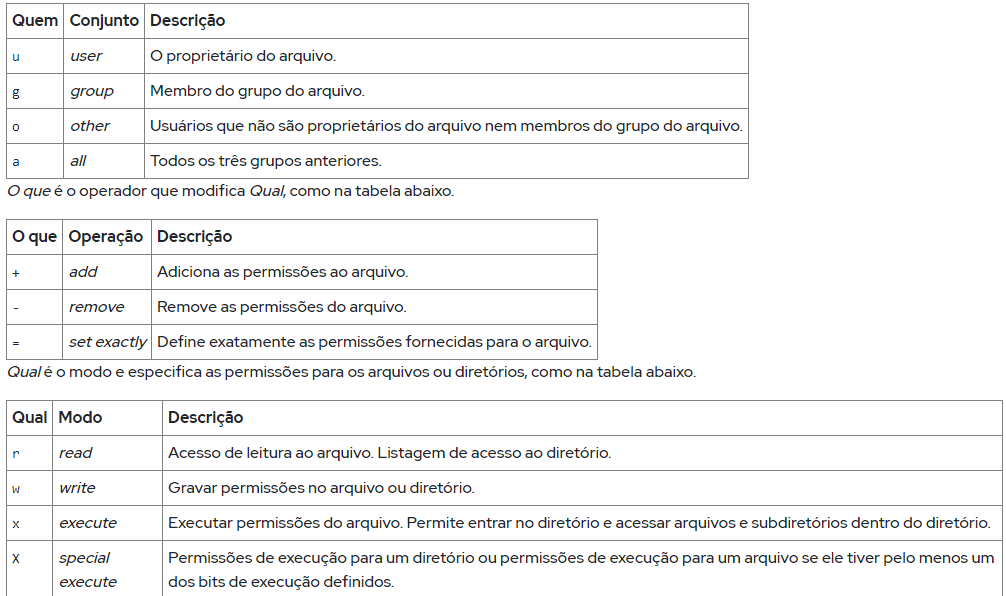 Quem Conjunto Descrição
u user O proprietário do arquivo.
g group Membro do grupo do arquivo.
o other Usuários que não são proprietários do arquivo nem membros do grupo do arquivo.
a all Todos os três grupos anteriores.
O que é o operador que modifica Qual, como na tabela abaixo.
O que Operação Descrição
+ add Adiciona as permissões ao arquivo.
- remove Remove as permissões do arquivo.
= set exactly Define exatamente as permissões fornecidas para o arquivo.
Qual é o modo e especifica as permissões para os arquivos ou diretórios, como na tabela abaixo.
Qual Modo Descrição
r read Acesso de leitura ao arquivo. Listagem de acesso ao diretório.
w write Gravar permissões no arquivo ou diretório.
x execute Executar permissões do arquivo. Permite entrar no diretório e acessar arquivos e subdiretórios dentro do diretório.
X special Permissões de execução para um diretório ou permissões de execução para um arquivo se ele tiver pelo menos um
execute dos bits de execução definidos.